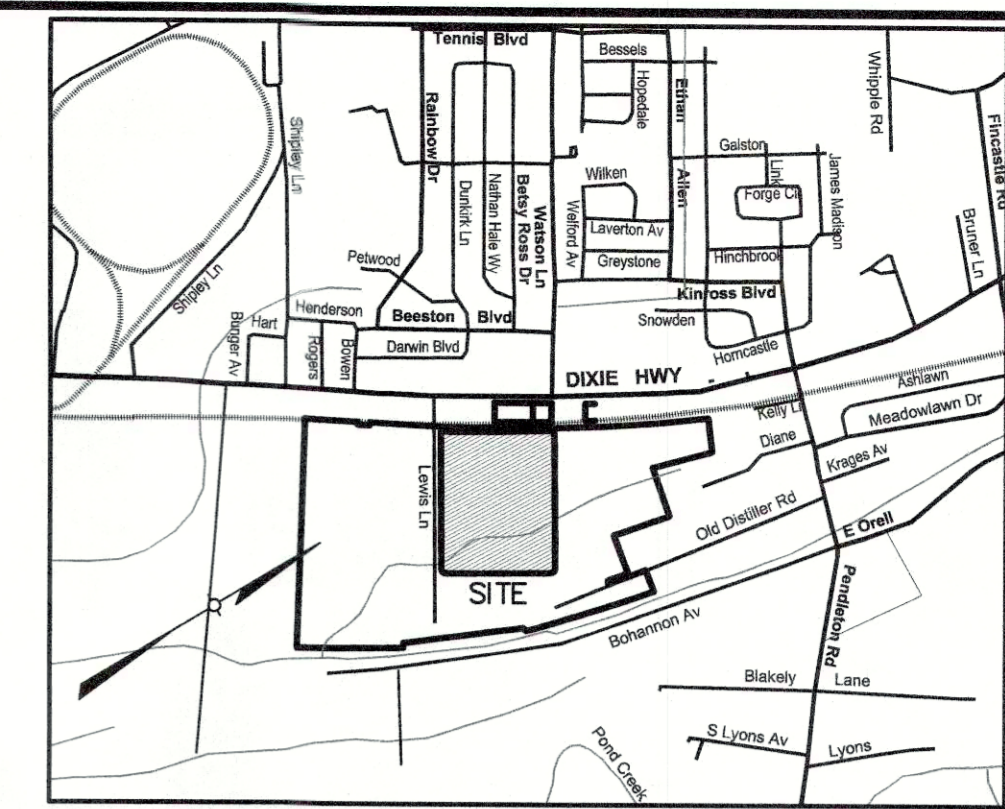 Tennis Blvd
Bessels
Hopedale
Ethan
Allen
Whipple Rd
Fincastle Rd
Shipley Ln
Rainbow Dr
Dunkirk Ln
Nathan Hale Wy
Betsy Ross Dr
Watson Ln
Galston
Link
Forge Ci
James Madison
Wilken
Welford Av
Laverton Av
Greystone
Hinchbrook
Bruner Ln
Petwood
Shipley Ln
Kinross Blvd
Snowden
Horncastle
Henderson
Hart
Bunger Av
Rogers
Bowen
Beeston Blvd
Darwin Blvd
DIXIE HWY
Ashlawn
Kelly Ln
Meadowlawn Dr
Diane
Krages Av
Lewis Ln
Old Distiller Rd
E Orell
SITE
Bohannon Av
Pendleton Rd
Blakely Lane
S Lyons Av
Lyons
Pond Creek